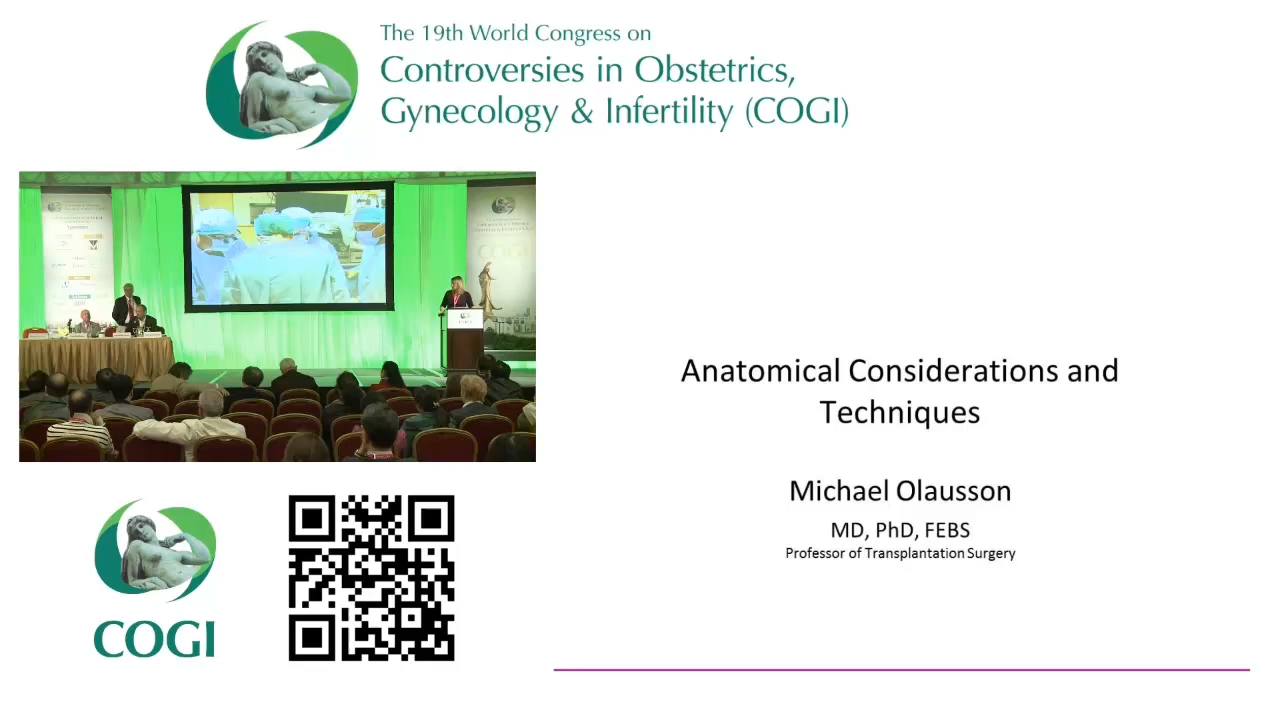 The 19th World Congress on
Controversies in Obstetrics,
Gynecology & Infertility (COGI)
Anatomical Considerations and
Techniques
Michael Olausson
MD, PhD, FEBS
Professor of Transplantation Surgery
COGI